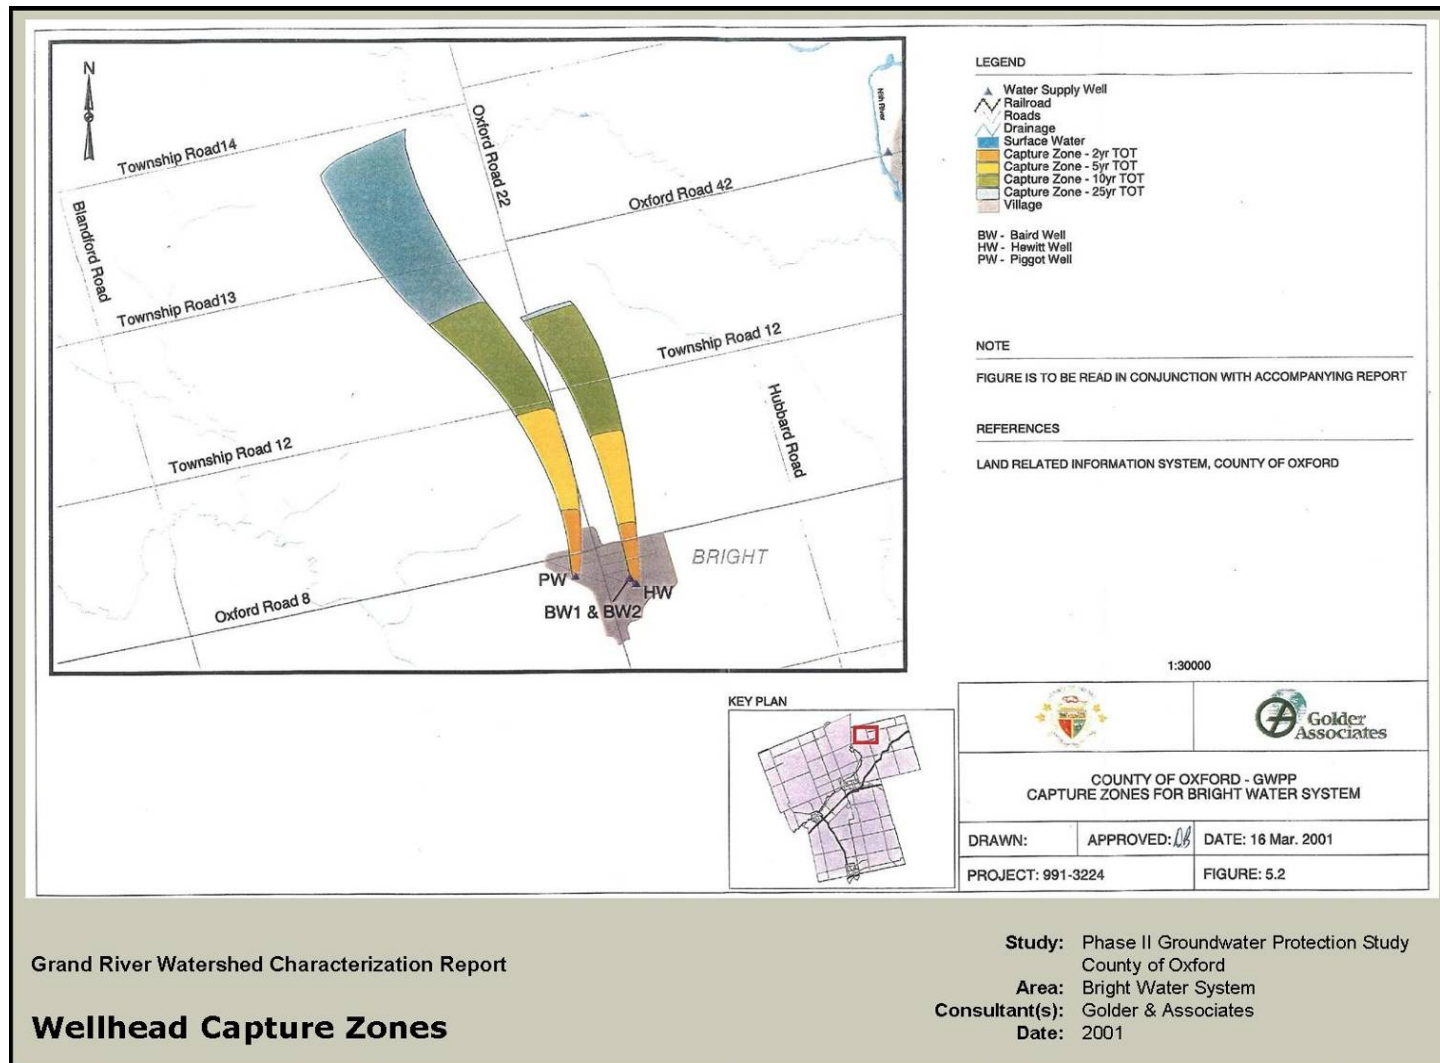 N
Township Road14
Oxford Road 22
Nith River
Oxford Road 42
Blandford Road
Township Road13
Township Road 12
Hubbard Road
Township Road 12
BRIGHT
PW
HW
BW1 & BW2
Oxford Road 8
LEGEND
Water Supply Well
Railroad
Roads
Drainage
Surface Water
Capture Zone - 2yr TOT
Capture Zone - 5yr TOT
Capture Zone - 10yr TOT
Capture Zone - 25yr TOT
Village
BW - Baird Well
HW - Hewitt Well
PW - Piggot Well
NOTE
FIGURE IS TO BE READ IN CONJUNCTION WITH ACCOMPANYING REPORT
REFERENCES
LAND RELATED INFORMATION SYSTEM, COUNTY OF OXFORD
1:30000
KEY PLAN
Golder
Associates
COUNTY OF OXFORD - GWPP
CAPTURE ZONES FOR BRIGHT WATER SYSTEM
DRAWN:
APPROVED:
DATE: 16 Mar. 2001
PROJECT: 991-3224
FIGURE: 5.2
Grand River Watershed Characterization Report
Wellhead Capture Zones
Study: Phase II Groundwater Protection Study
County of Oxford
Area: Bright Water System
Consultant(s): Golder & Associates
Date: 2001